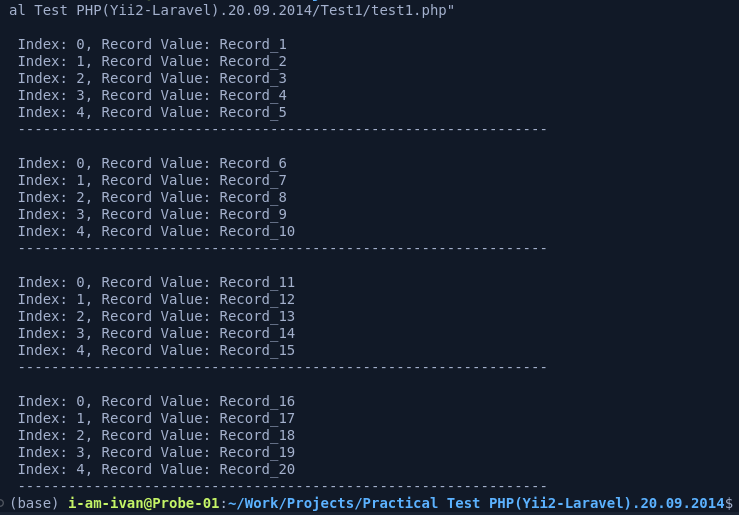 al Test PHP(Yii2-Laravel).20.09.2014/Test1/test1.php"
Index: 0, Record Value: Record_1
Index: 1, Record Value: Record_2
Index: 2, Record Value: Record_3
Index: 3, Record Value: Record_4
Index: 4, Record Value: Record_5
---------------------------------------------------------------
Index: 0, Record Value: Record_6
Index: 1, Record Value: Record_7
Index: 2, Record Value: Record_8
Index: 3, Record Value: Record_9
Index: 4, Record Value: Record_10
---------------------------------------------------------------
Index: 0, Record Value: Record_11
Index: 1, Record Value: Record_12
Index: 2, Record Value: Record_13
Index: 3, Record Value: Record_14
Index: 4, Record Value: Record_15
---------------------------------------------------------------
Index: 0, Record Value: Record_16
Index: 1, Record Value: Record_17
Index: 2, Record Value: Record_18
Index: 3, Record Value: Record_19
Index: 4, Record Value: Record_20
---------------------------------------------------------------
(base) i-am-ivan@Probe-01:~/Work/Projects/Practical Test PHP(Yii2-Laravel).20.09.2014$